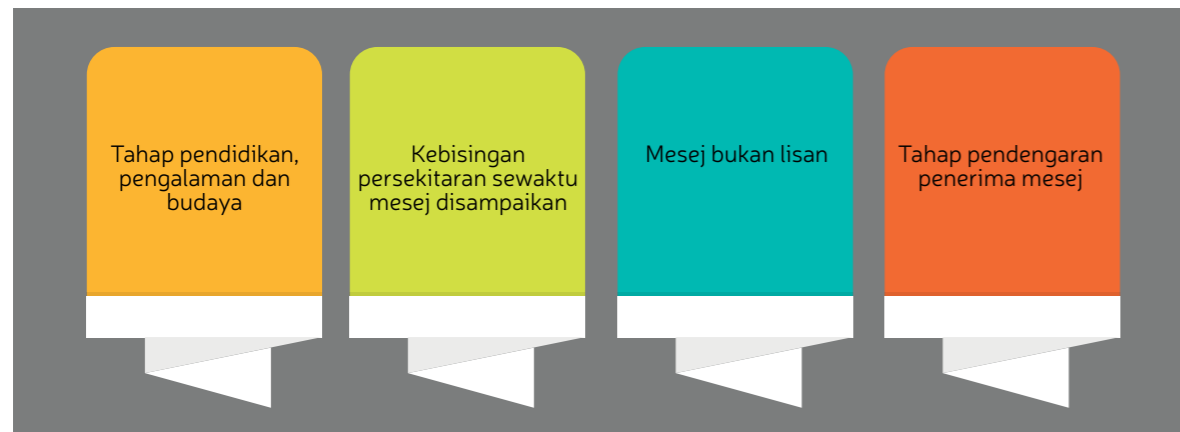 Tahap pendidikan,
pengalaman dan
budaya
Kebisingan
persekitaran sewaktu
mesej disampaikan
Mesej bukan lisan
Tahap pendengaran
penerima mesej